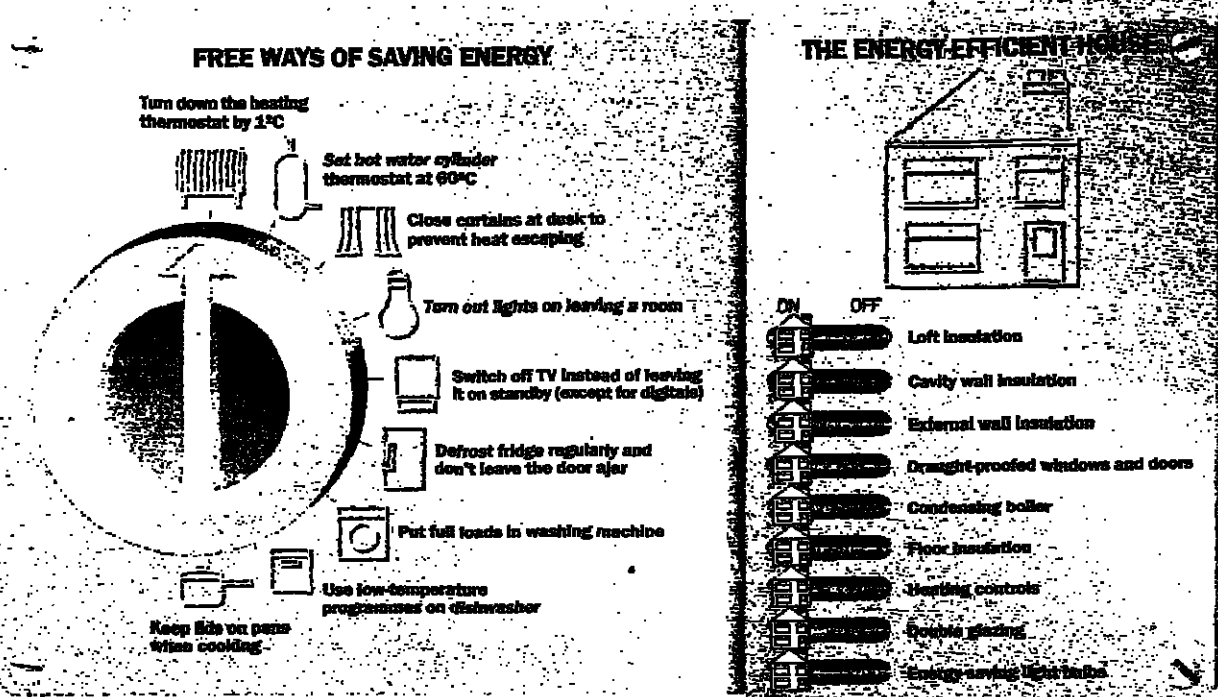 FREE WAYS OF SAVING ENERGY
Turn down the heating
thermostat by 1°C
Set hot water cylinder
thermostat at 60°C
Close curtains at dusk to
prevent heat escaping
Turn out lights on leaving a room
Switch off TV instead of leaving
it on standby (except for digitals)
Defrost fridge regularly and
don't leave the door ajar
Put full loads in washing machine
Use low-temperature
programmes on dishwasher
Keep lids on pans
when cooking
THE ENERGY-EFFICIENT HOUSE
ON OFF
Loft insulation
Cavity wall insulation
External wall insulation
Draught-proofed windows and doors
Condensing boiler
Floor insulation
Heating controls
Double glazing
Energy-saving light bulbs